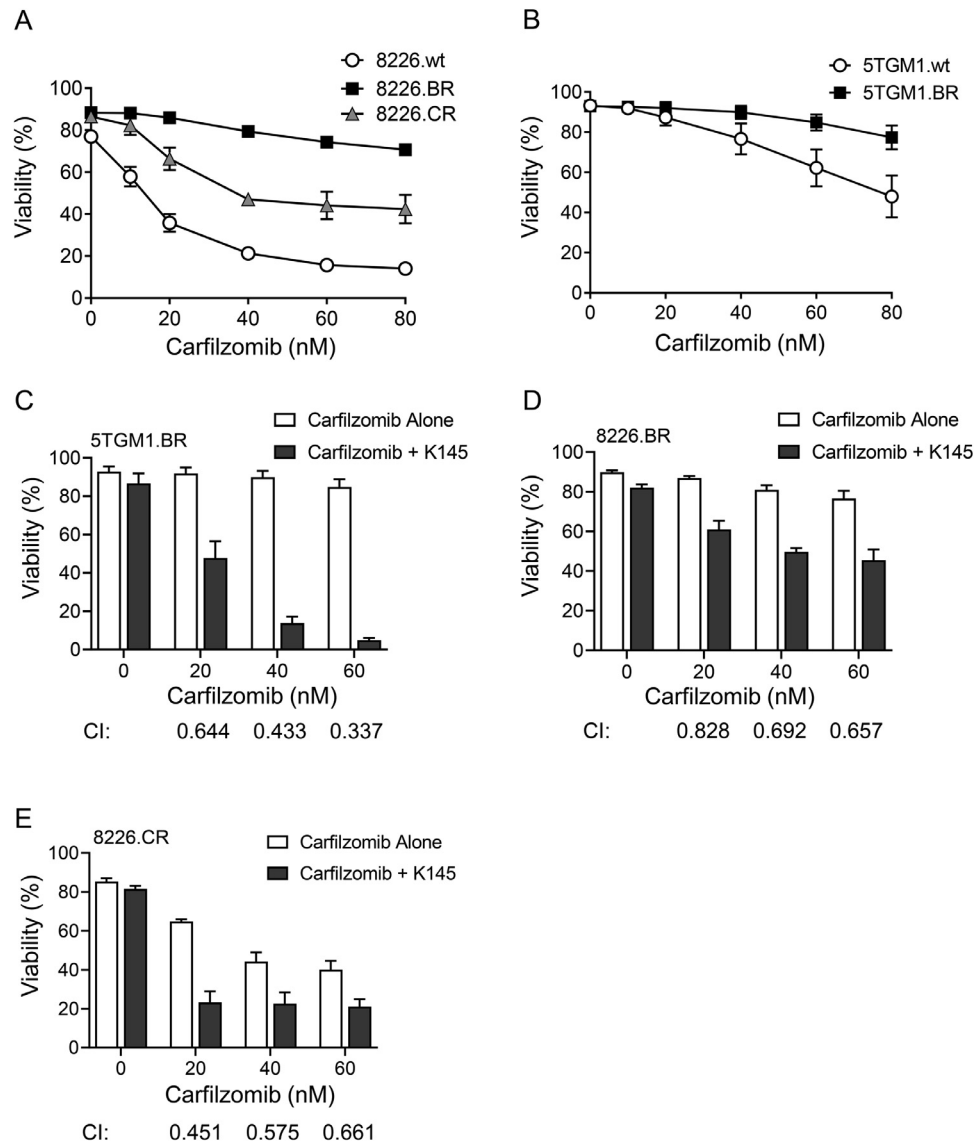 A
8226.wt
8226.BR
8226.CR
Viability (%)
100
80
60
40
20
0
0 20 40 60 80
Carfilzomib (nM)
B
5TGM1.wt
5TGM1.BR
Viability (%)
100
80
60
40
20
0
0 20 40 60 80
Carfilzomib (nM)
C
Carfilzomib Alone
Carfilzomib + K145
5TGM1.BR
Viability (%)
100
80
60
40
20
0
0 20 40 60
Carfilzomib (nM)
CI: 0.644 0.433 0.337
D
Carfilzomib Alone
Carfilzomib + K145
8226.BR
Viability (%)
100
80
60
40
20
0
0 20 40 60
Carfilzomib (nM)
CI: 0.828 0.692 0.657
E
8226.CR
Carfilzomib Alone
Carfilzomib + K145
Viability (%)
100
80
60
40
20
0
0 20 40 60
Carfilzomib (nM)
CI: 0.451 0.575 0.661